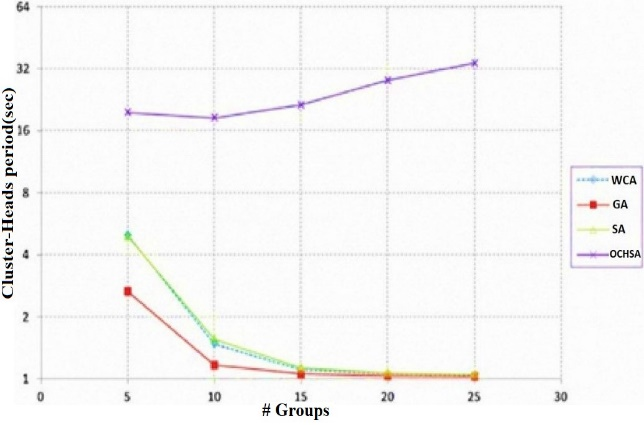 64
32
16
8
4
2
1
Cluster-Heads period(sec)
0 5 10 15 20 25 30
# Groups
WCA
GA
SA
OCHSA